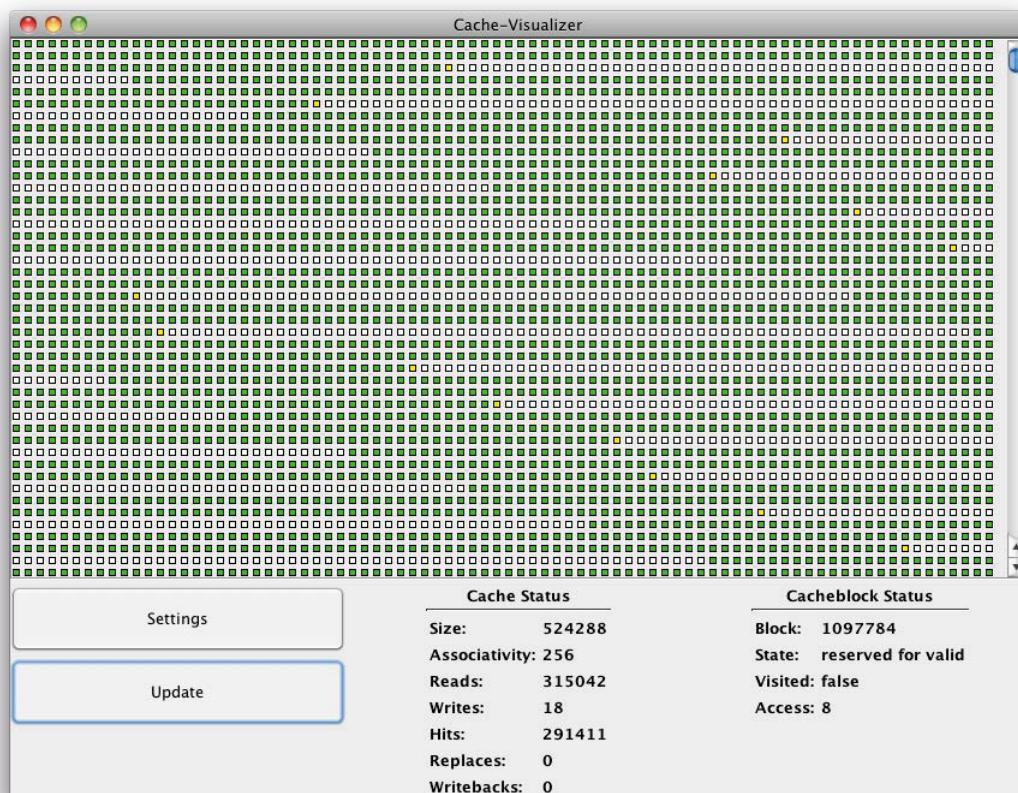 Cache-Visualizer
Settings
Update
Cache Status
Size: 524288
Associativity: 256
Reads: 315042
Writes: 18
Hits: 291411
Replaces: 0
Writebacks: 0
Cacheblock Status
Block: 1097784
State: reserved for valid
Visited: false
Access: 8